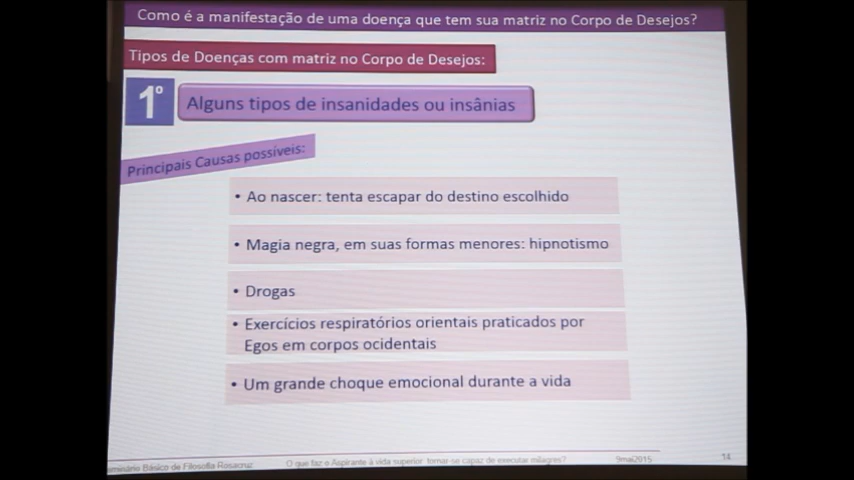 Como é a manifestação de uma doença que tem sua matriz no Corpo de Desejos?
Tipos de Doenças com matriz no Corpo de Desejos:
1º
Alguns tipos de insanidades ou insânias
Principais Causas possíveis:
• Ao nascer: tenta escapar do destino escolhido
• Magia negra, em suas formas menores: hipnotismo
• Drogas
• Exercícios respiratórios orientais praticados por
Egos em corpos ocidentais
• Um grande choque emocional durante a vida
eminário Básico de Filosofia Rosacruz
O que faz o Aspirante à vida superior: tornar-se capaz de executar milagres?
9mai2015
14